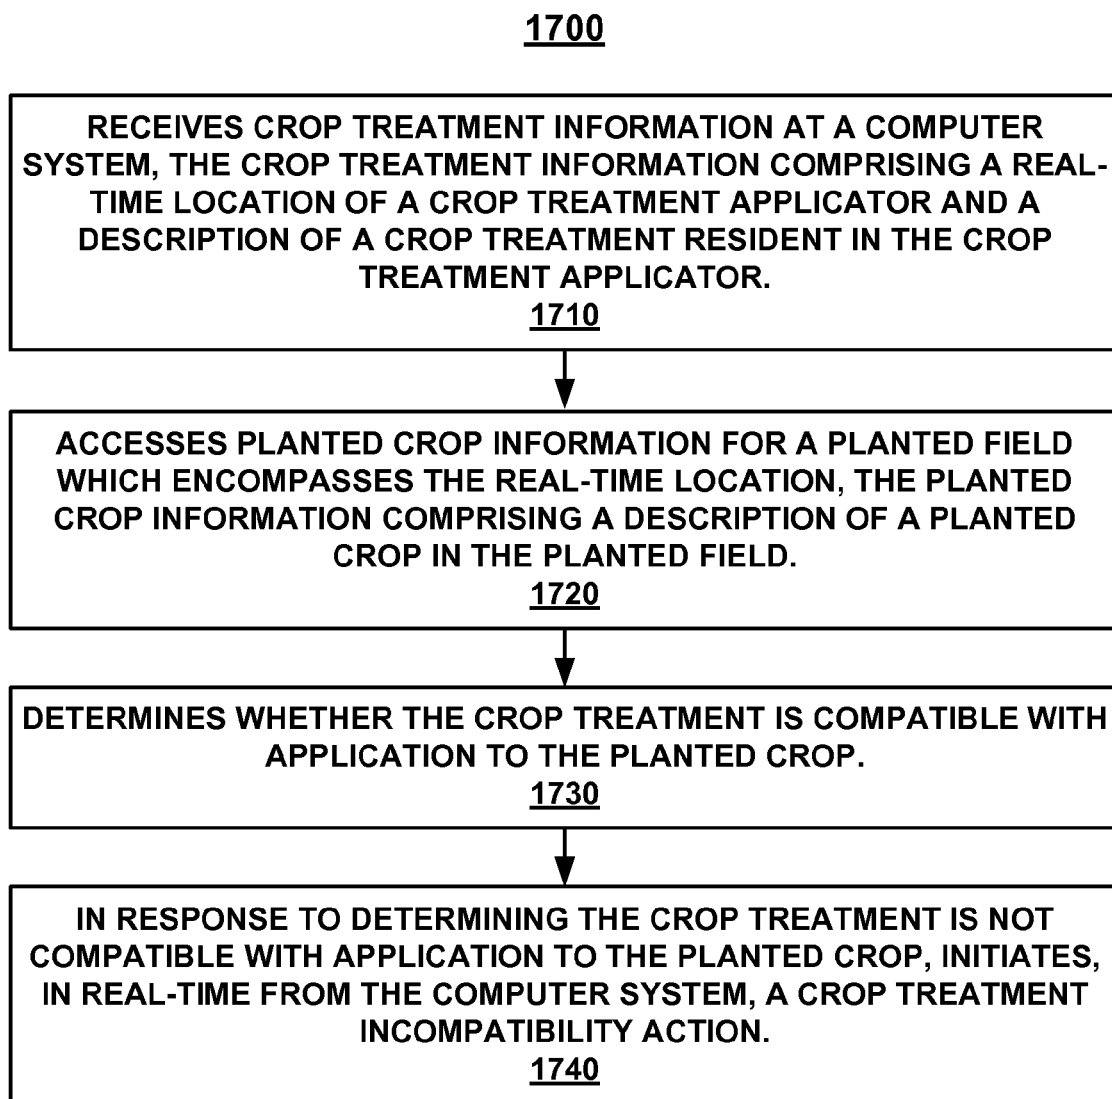 1700
RECEIVES CROP TREATMENT INFORMATION AT A COMPUTER
SYSTEM, THE CROP TREATMENT INFORMATION COMPRISING A REAL-
TIME LOCATION OF A CROP TREATMENT APPLICATOR AND A
DESCRIPTION OF A CROP TREATMENT RESIDENT IN THE CROP
TREATMENT APPLICATOR.
1710
ACCESSES PLANTED CROP INFORMATION FOR A PLANTED FIELD
WHICH ENCOMPASSES THE REAL-TIME LOCATION, THE PLANTED
CROP INFORMATION COMPRISING A DESCRIPTION OF A PLANTED
CROP IN THE PLANTED FIELD.
1720
DETERMINES WHETHER THE CROP TREATMENT IS COMPATIBLE WITH
APPLICATION TO THE PLANTED CROP.
1730
IN RESPONSE TO DETERMINING THE CROP TREATMENT IS NOT
COMPATIBLE WITH APPLICATION TO THE PLANTED CROP, INITIATES,
IN REAL-TIME FROM THE COMPUTER SYSTEM, A CROP TREATMENT
INCOMPATIBILITY ACTION.
1740